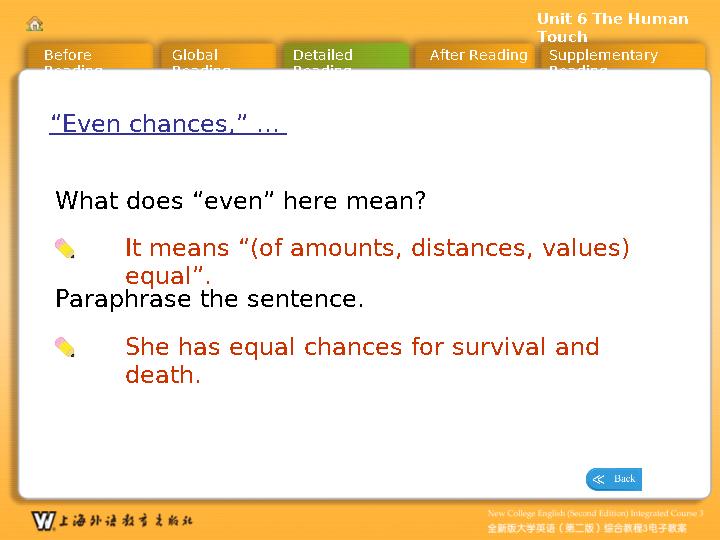 Unit 6 The Human
Touch
Before
Reading
Global
Reading
Detailed
Reading
After Reading
Supplementary
Reading
“Even chances,” …
What does “even” here mean?
It means “(of amounts, distances, values)
equal”.
Paraphrase the sentence.
She has equal chances for survival and
death.
Back
W 上海外语教育出版社
New College English (Second Edition) Integrated Course 3
全新版大学英语（第二版）综合教程3电子教案